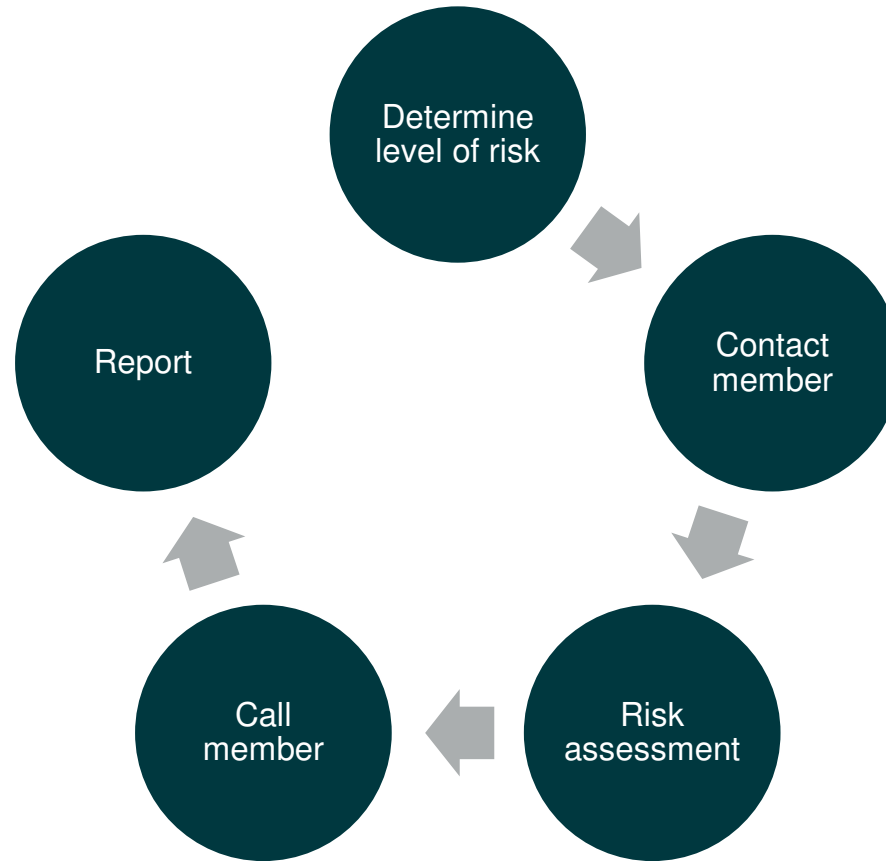 Determine
level of risk
Contact
member
Risk
assessment
Call
member
Report